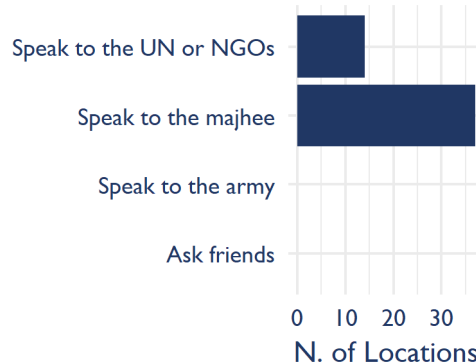 Speak to the UN or NGOs
Speak to the majhee
Speak to the army
Ask friends
0 10 20 30
N. of Locations